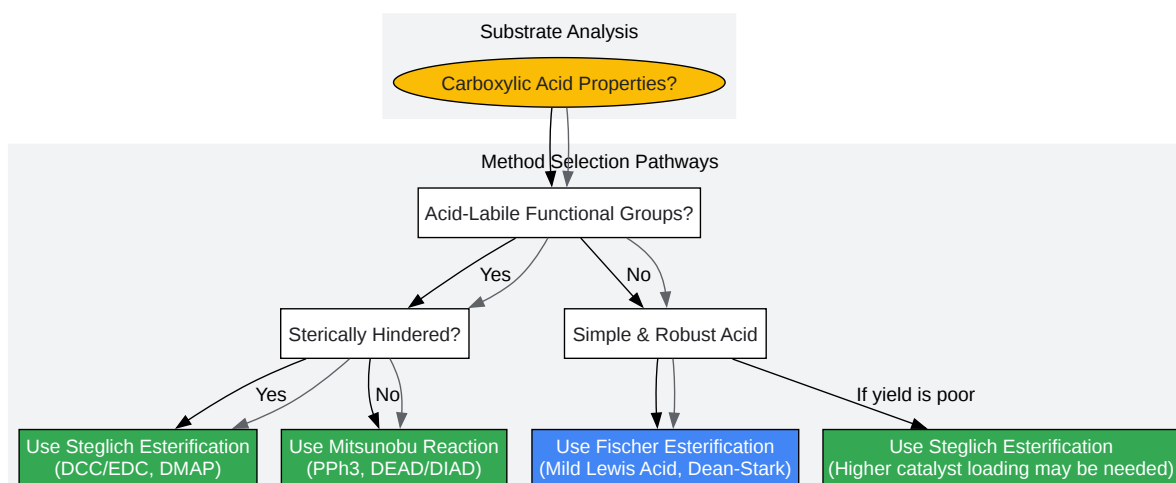 Substrate Analysis
Carboxylic Acid Properties?
Method Selection Pathways
Acid-Labile Functional Groups?
Yes
No
Sterically Hindered?
Simple & Robust Acid
Yes
No
If yield is poor
Use Steglich Esterification
(DCC/EDC, DMAP)
Use Mitsunobu Reaction
(PPh3, DEAD/DIAD)
Use Fischer Esterification
(Mild Lewis Acid, Dean-Stark)
Use Steglich Esterification
(Higher catalyst loading may be needed)